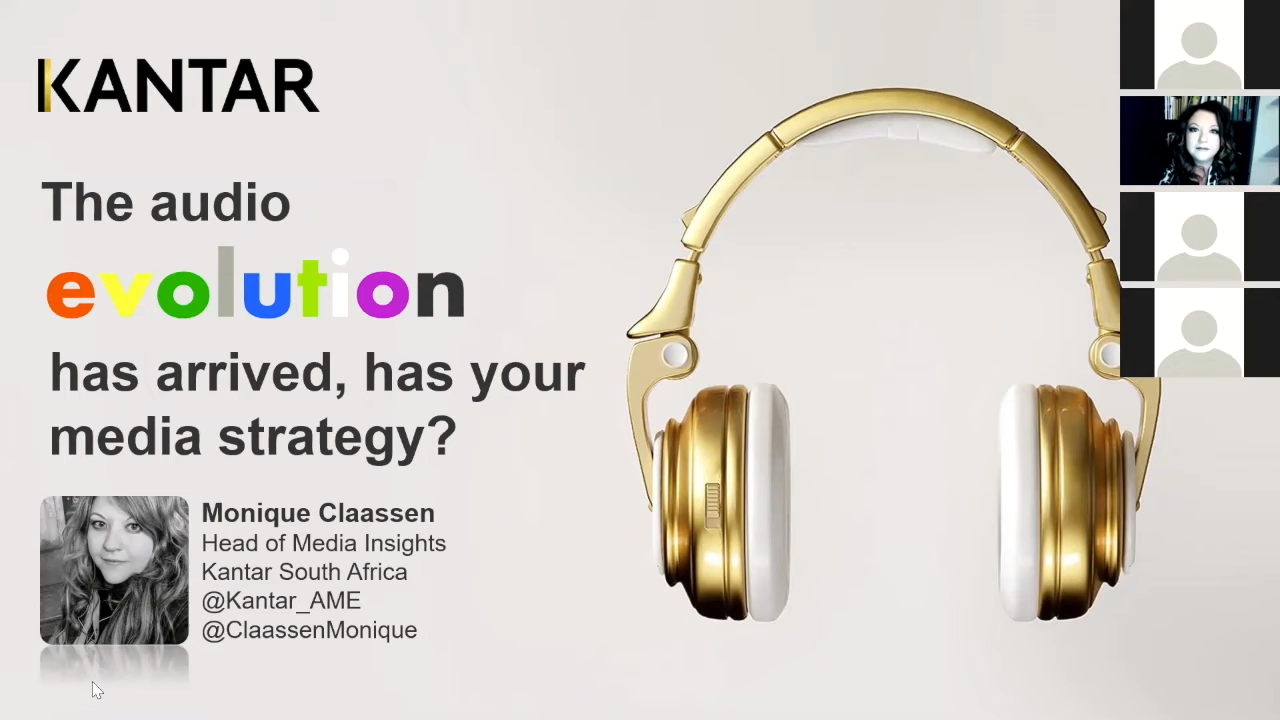 KANTAR
The audio
evolution
has arrived, has your
media strategy?
Monique Claassen
Head of Media Insights
Kantar South Africa
@Kantar_AME
@ClaassenMonique